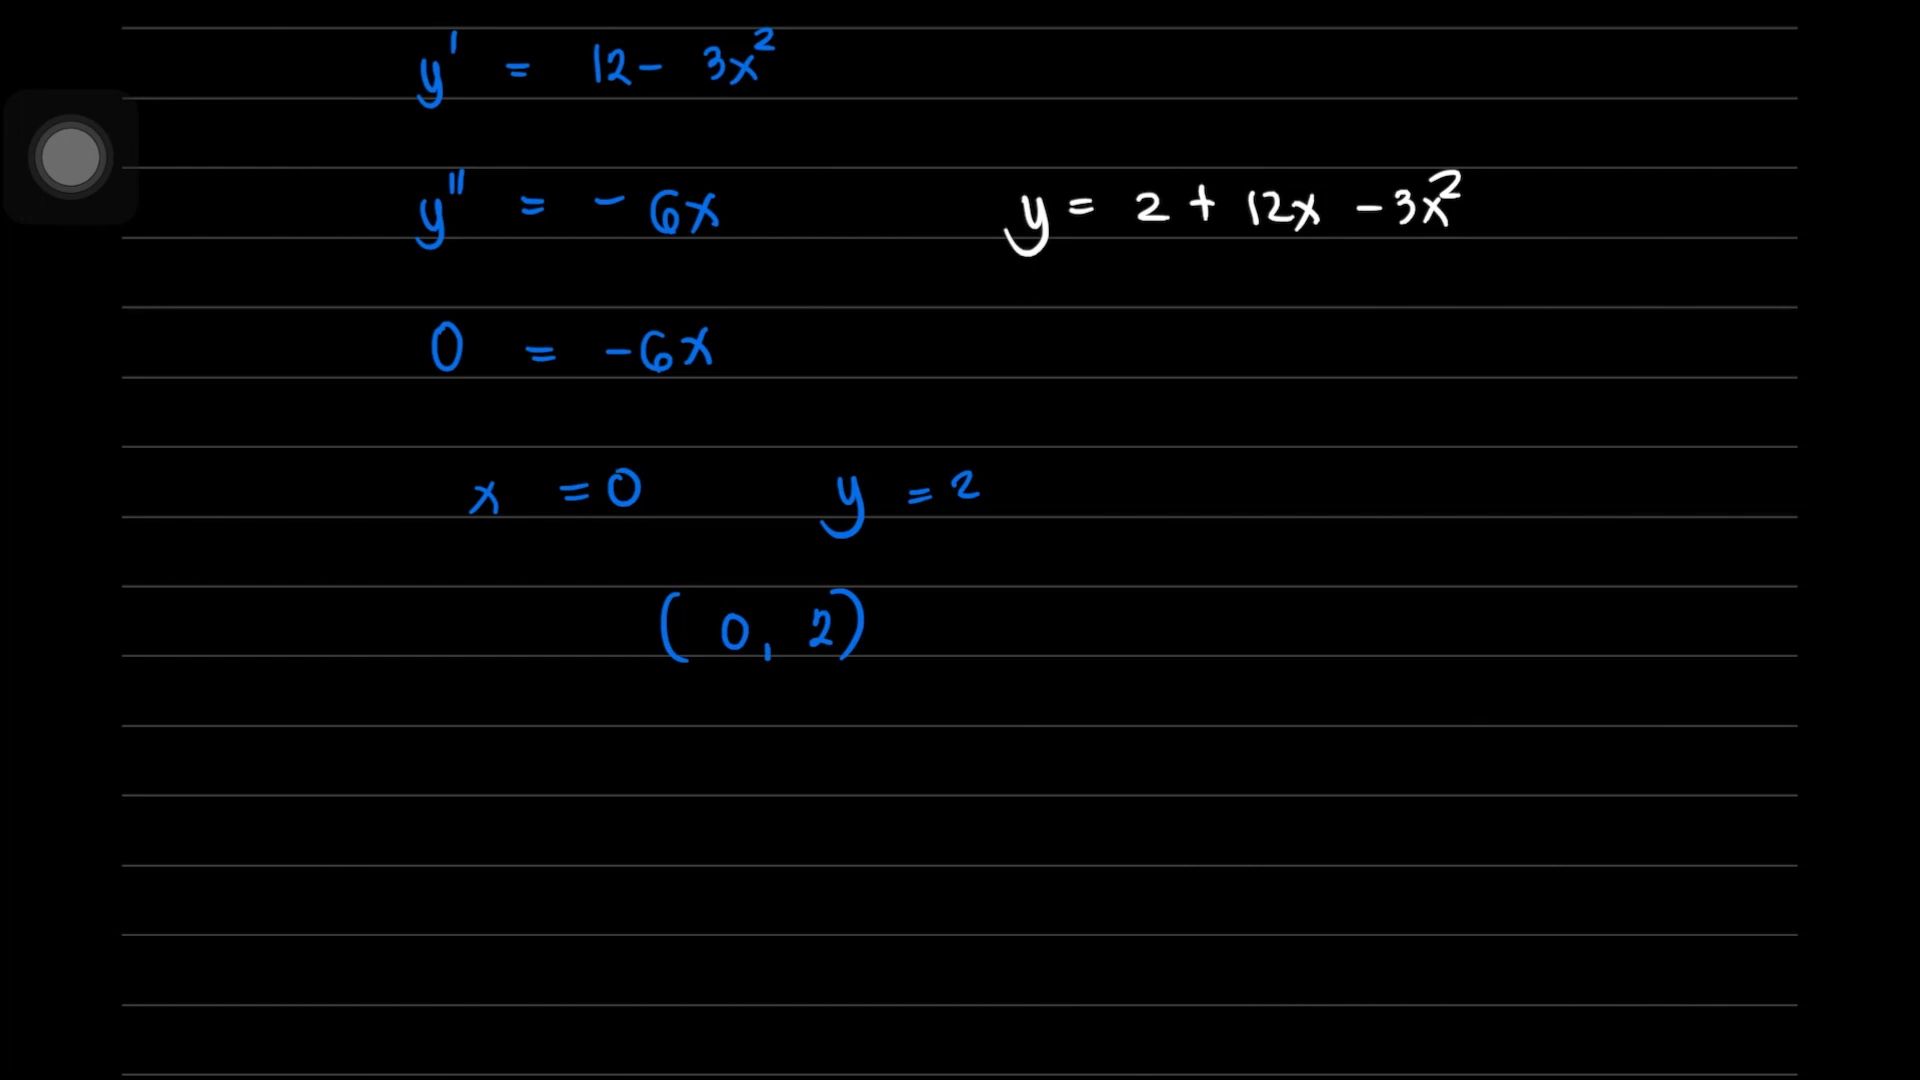 y' = 12 - 3x²
y'' = - 6x
y = 2 + 12x - 3x²
0 = -6x
x = 0 y = 2
( 0, 2)